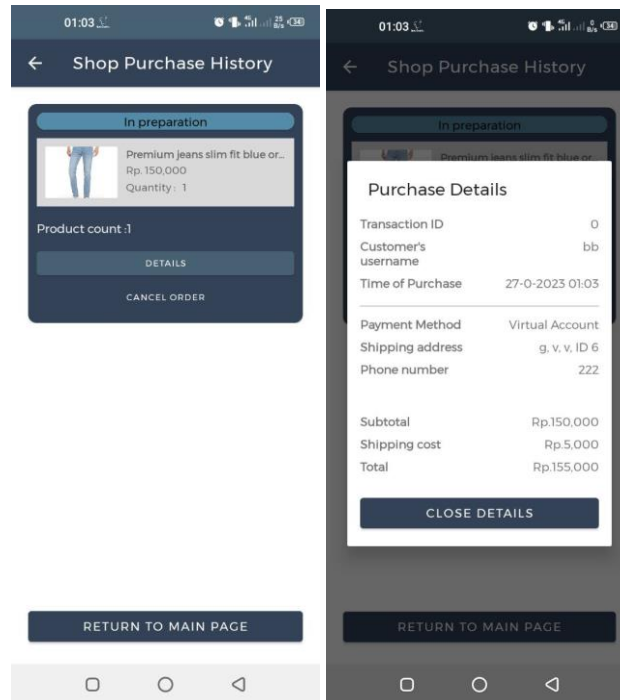 01:03
Shop Purchase History
In preparation
Premium jeans slim fit blue or...
Rp. 150,000
Quantity : 1
Product count :1
DETAILS
CANCEL ORDER
RETURN TO MAIN PAGE
01:03
Shop Purchase History
In preparation
Premium jeans slim fit blue or...
Purchase Details
Transaction ID 0
Customer's username bb
Time of Purchase 27-0-2023 01:03
Payment Method Virtual Account
Shipping address g, v, v, ID 6
Phone number 222
Subtotal Rp.150,000
Shipping cost Rp.5,000
Total Rp.155,000
CLOSE DETAILS
RETURN TO MAIN PAGE